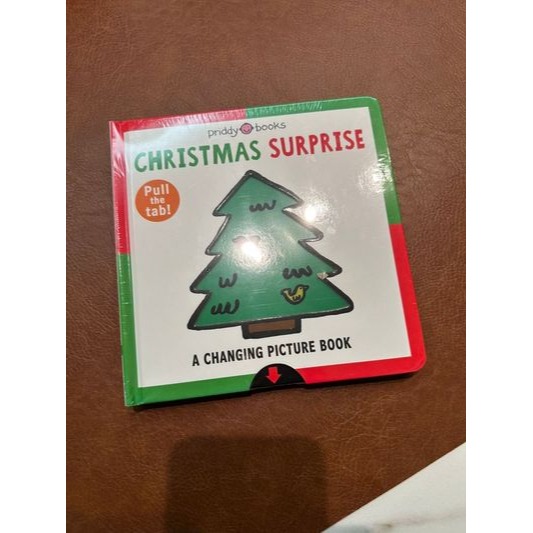 priddy books
CHRISTMAS SURPRISE
Pull
the
tab!
A CHANGING PICTURE BOOK